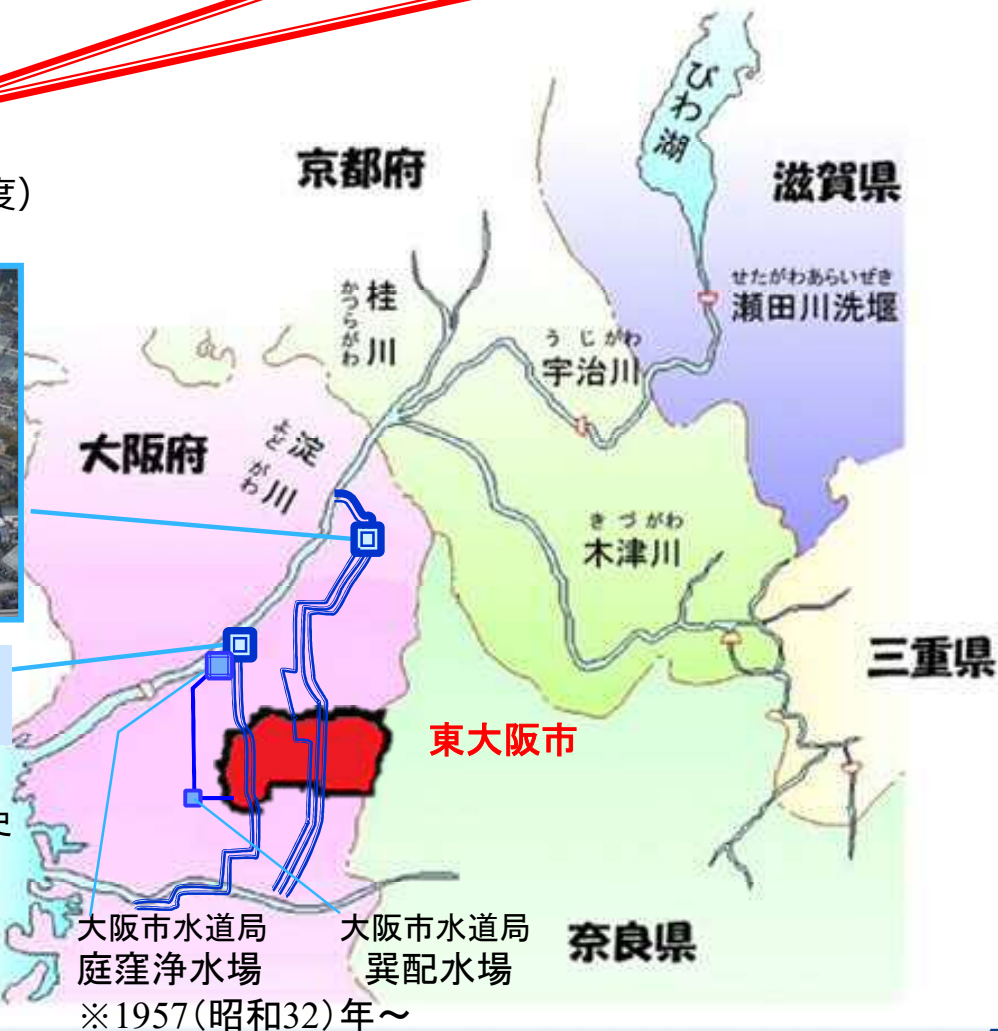 度)
びわ湖
京都府
滋賀県
せたがわあらいぜき
瀬田川洗堰
桂川
かつらがわ
うじがわ
宇治川
大阪府
淀川
よどがわ
きづがわ
木津川
三重県
東大阪市
史
大阪市水道局
庭窪浄水場
※1957(昭和32)年～
大阪市水道局
巽配水場
奈良県